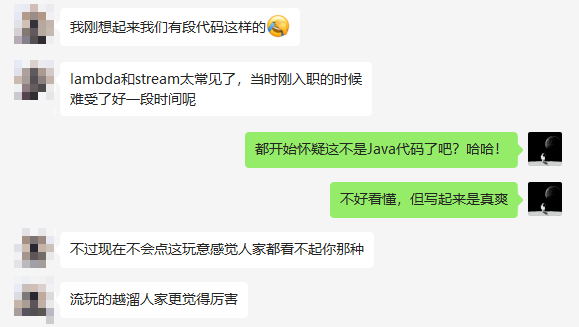 我刚想起来我们有段代码这样的
lambda和stream太常见了，当时刚入职的时候
难受了好一段时间呢
都开始怀疑这不是Java代码了吧？哈哈！
不好看懂，但写起来是真爽
不过现在不会点这玩意感觉人家都看不起你那种
流玩的越溜人家更觉得厉害